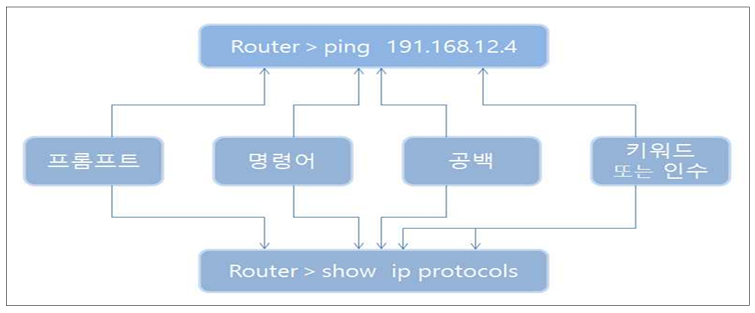 Router > ping 191.168.12.4
프롬프트
명령어
공백
키워드
또는 인수
Router > show ip protocols